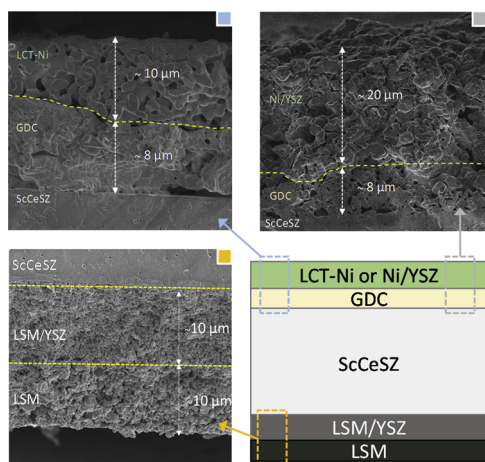 LCT-Ni
~ 10 µm
GDC
~ 8 µm
ScCeSZ
Ni/YSZ
~ 20 µm
GDC
~ 8 µm
ScCeSZ
ScCeSZ
LSM/YSZ
~10 µm
LSM
~10 µm
LCT-Ni or Ni/YSZ
GDC
ScCeSZ
LSM/YSZ
LSM